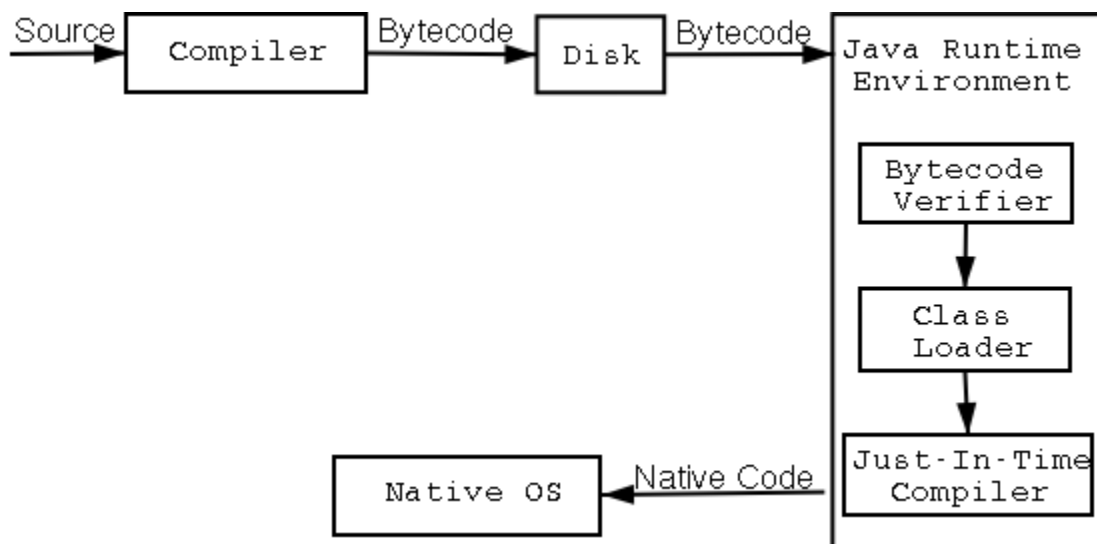 Source
Compiler
Bytecode
Disk
Bytecode
Java Runtime
Environment
Bytecode
Verifier
Class
Loader
Just-In-Time
Compiler
Native Code
Native OS